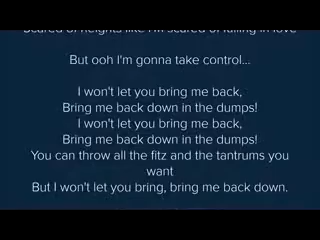 Scared of heights like I'm scared of falling in love
But ooh I'm gonna take control...
I won't let you bring me back,
Bring me back down in the dumps!
I won't let you bring me back,
Bring me back down in the dumps!
You can throw all the fitz and the tantrums you
want
But I won't let you bring, bring me back down.